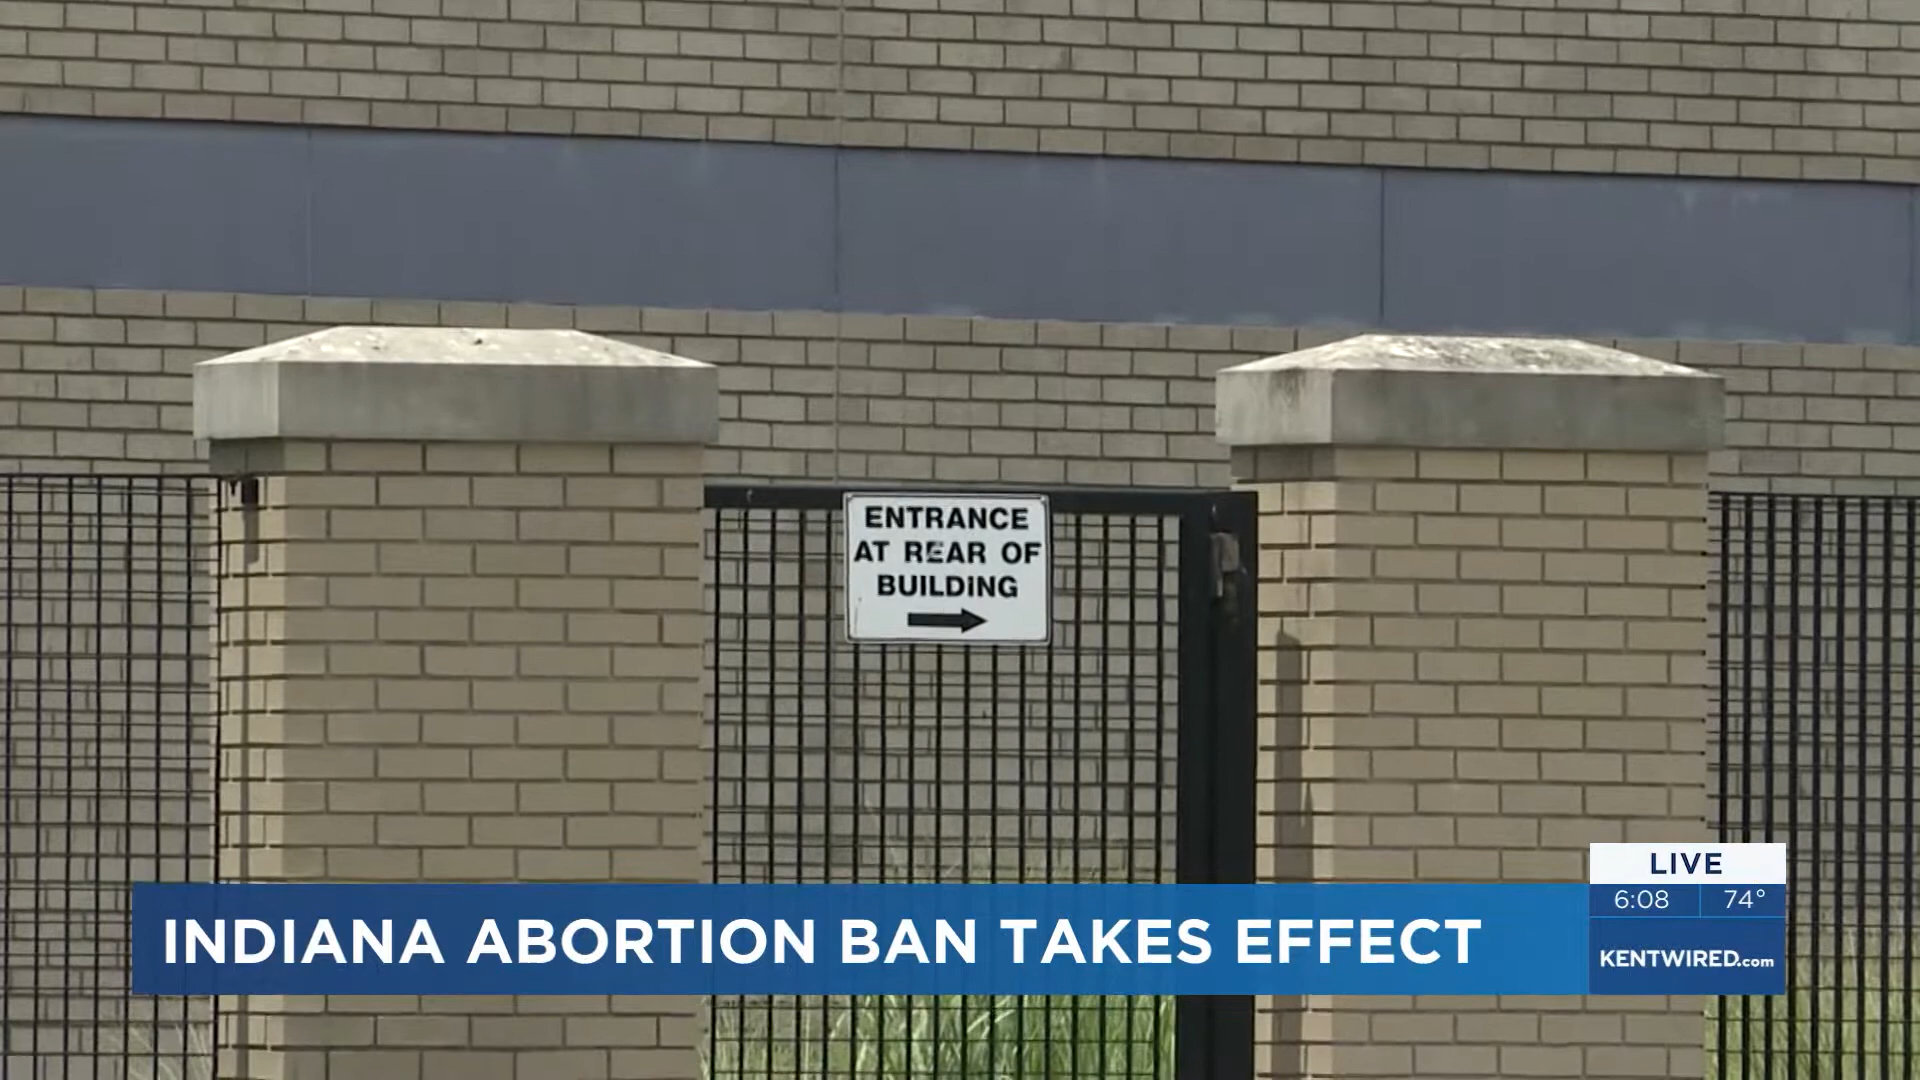 ENTRANCE
AT REAR OF
BUILDING
LIVE
6:08 74°
INDIANA ABORTION BAN TAKES EFFECT
KENTWIRED.com